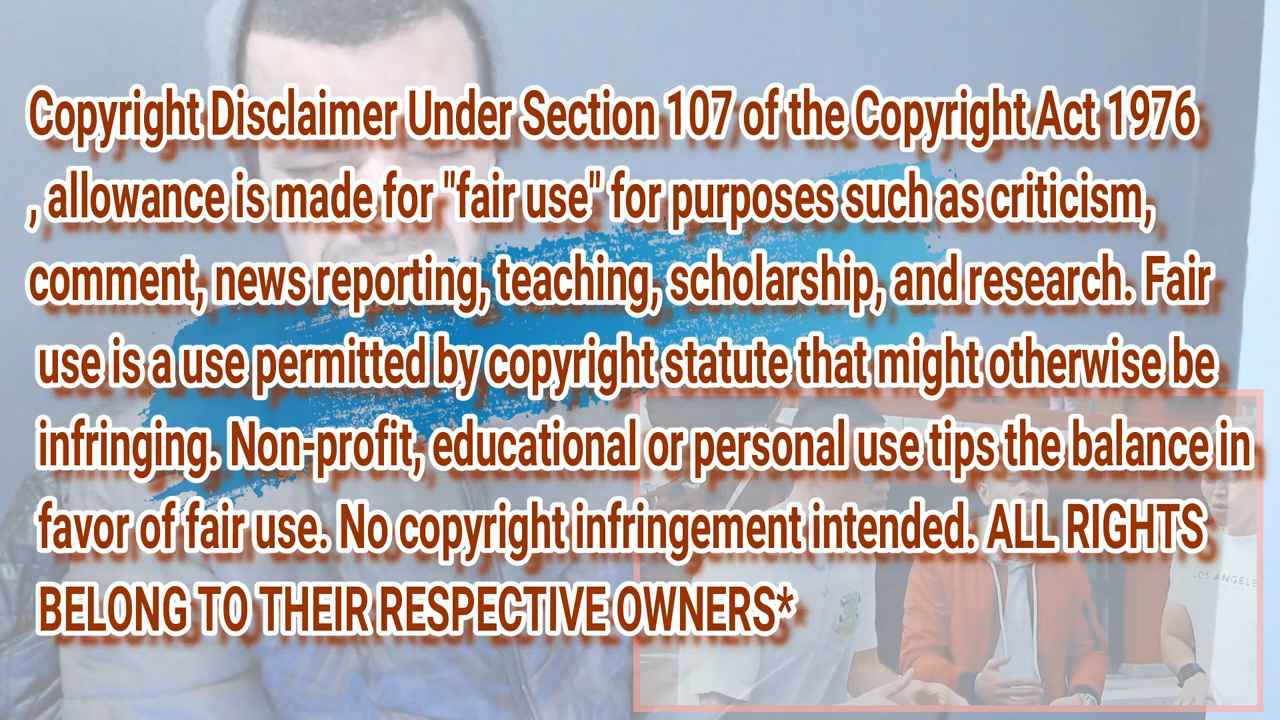 Copyright Disclaimer Under Section 107 of the Copyright Act 1976
, allowance is made for "fair use" for purposes such as criticism,
comment, news reporting, teaching, scholarship, and research. Fair
use is a use permitted by copyright statute that might otherwise be
infringing. Non-profit, educational or personal use tips the balance in
favor of fair use. No copyright infringement intended. ALL RIGHTS
BELONG TO THEIR RESPECTIVE OWNERS*
LOS ANGELE